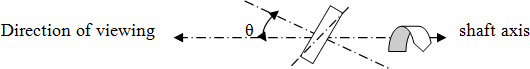 Direction of viewing θ shaft axis